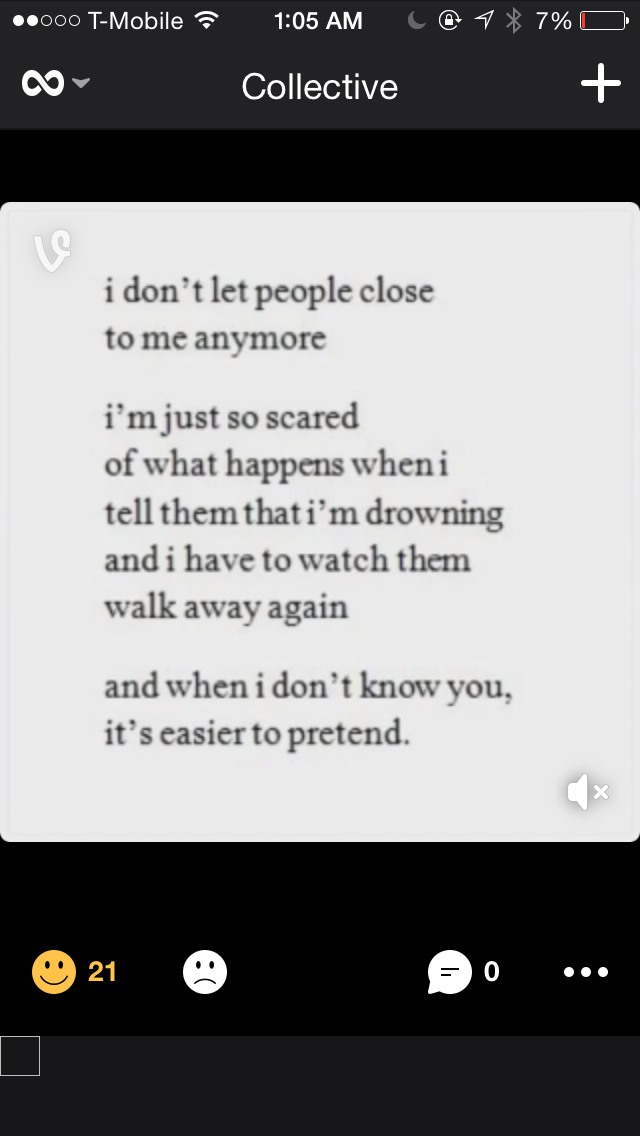 T-Mobile 1:05 AM 7%
Collective
i don't let people close
to me anymore
i'm just so scared
of what happens when i
tell them that i'm drowning
and i have to watch them
walk away again
and when i don't know you,
it's easier to pretend.
21 0